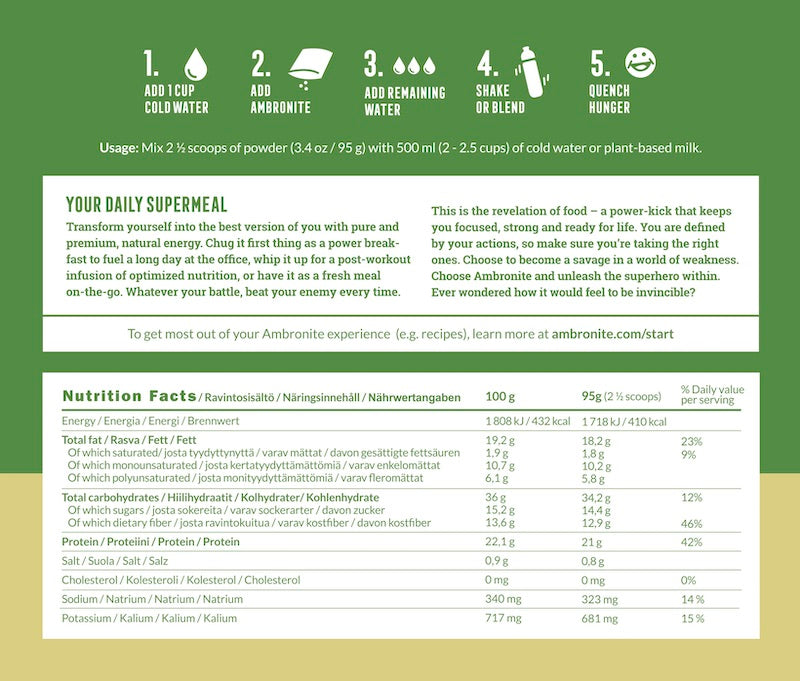 1.
ADD 1 CUP
COLD WATER
2.
ADD
AMBRONITE
3.
ADD REMAINING
WATER
4.
SHAKE
OR BLEND
5.
QUENCH
HUNGER
Usage: Mix 2 ½ scoops of powder (3.4 oz / 95 g) with 500 ml (2 - 2.5 cups) of cold water or plant-based milk.
YOUR DAILY SUPERMEAL
Transform yourself into the best version of you with pure and
premium, natural energy. Chug it first thing as a power break-
fast to fuel a long day at the office, whip it up for a post-workout
infusion of optimized nutrition, or have it as a fresh meal
on-the-go. Whatever your battle, beat your enemy every time.
This is the revelation of food – a power-kick that keeps
you focused, strong and ready for life. You are defined
by your actions, so make sure you're taking the right
ones. Choose to become a savage in a world of weakness.
Choose Ambronite and unleash the superhero within.
Ever wondered how it would feel to be invincible?
To get most out of your Ambronite experience (e.g. recipes), learn more at ambronite.com/start
Nutrition Facts / Ravintosisältö / Näringsinnehåll / Nährwertangaben 100 g 95g (2 ½ scoops) % Daily value
per serving
Energy / Energia / Energi / Brennwert 1 808 kJ / 432 kcal 1 718 kJ / 410 kcal
Total fat / Rasva / Fett / Fett 19,2 g 18,2 g 23%
Of which saturated/ josta tyydyttynyttä / varav mättat / davon gesättigte fettsäuren 1,9 g 1,8 g 9%
Of which monounsaturated / josta kertatyydyttämättömiä / varav enkelomättat 10,7 g 10,2 g
Of which polyunsaturated / josta monityydyttämättömiä / varav fleromättat 6,1 g 5,8 g
Total carbohydrates / Hiilihydraatit / Kolhydrater/ Kohlenhydrate 36 g 34,2 g 12%
Of which sugars / josta sokereita / varav sockerarter / davon zucker 15,2 g 14,4 g
Of which dietary fiber / josta ravintokuitua / varav kostfiber / davon kostfiber 13,6 g 12,9 g 46%
Protein / Proteiini / Protein / Protein 22,1 g 21 g 42%
Salt / Suola / Salt / Salz 0,9 g 0,8 g
Cholesterol / Kolesteroli / Kolesterol / Cholesterol 0 mg 0 mg 0%
Sodium / Natrium / Natrium / Natrium 340 mg 323 mg 14 %
Potassium / Kalium / Kalium / Kalium 717 mg 681 mg 15 %